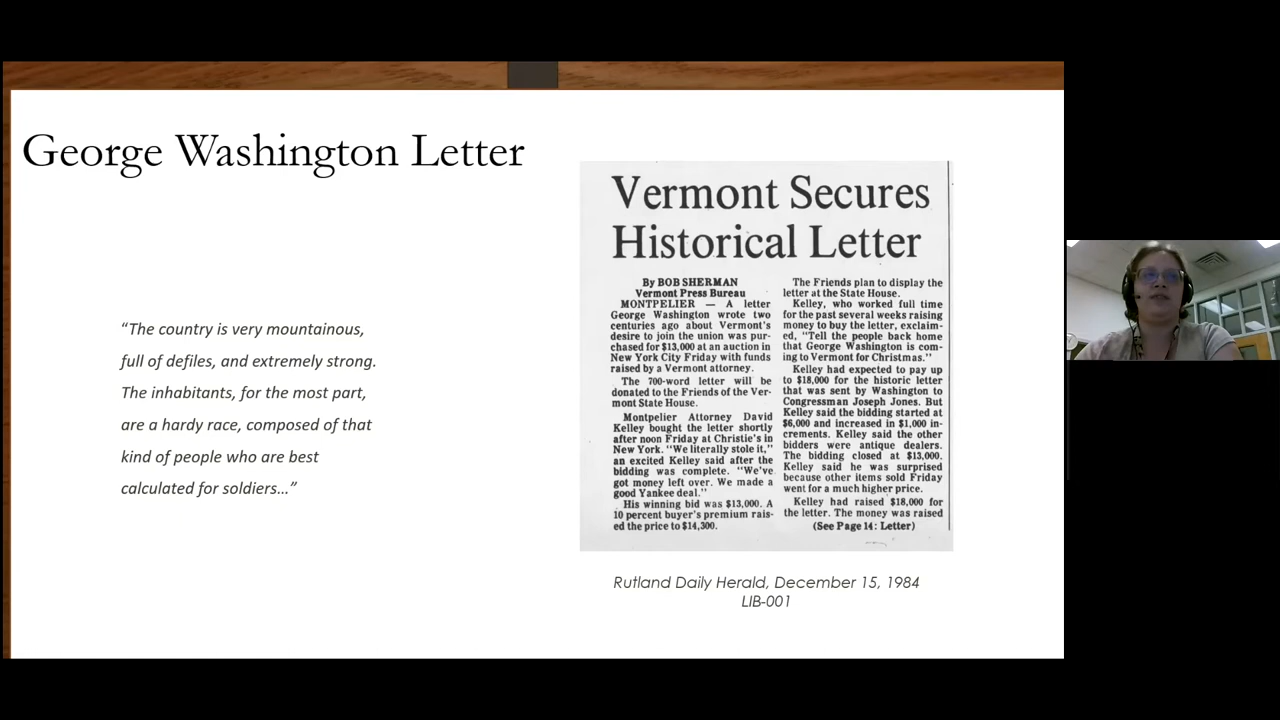 George Washington Letter
“The country is very mountainous,
full of defiles, and extremely strong.
The inhabitants, for the most part,
are a hardy race, composed of that
kind of people who are best
calculated for soldiers…”
Vermont Secures
Historical Letter
By BOB SHERMAN
Vermont Press Bureau
MONTPELIER — A letter
George Washington wrote two
centuries ago about Vermont's
desire to join the union was pur-
chased for $13,000 at an auction in
New York City Friday with funds
raised by a Vermont attorney.
The 700-word letter will be
donated to the Friends of the Ver-
mont State House.
Montpelier Attorney David
Kelley bought the letter shortly
after noon Friday at Christie's in
New York. "We literally stole it,"
an excited Kelley said after the
bidding was complete. "We've
got money left over. We made a
good Yankee deal."
His winning bid was $13,000. A
10 percent buyer's premium rais-
ed the price to $14,300.
The Friends plan to display the
letter at the State House.
Kelley, who worked full time
for the past several weeks raising
money to buy the letter, exclaim-
ed, "Tell the people back home
that George Washington is com-
ing to Vermont for Christmas."
Kelley had expected to pay up
to $18,000 for the historic letter
that was sent by Washington to
Congressman Joseph Jones. But
Kelley said the bidding started at
$6,000 and increased in $1,000 in-
crements. Kelley said the other
bidders were antique dealers.
The bidding closed at $13,000.
Kelley said he was surprised
because other items sold Friday
went for a much higher price.
Kelley had raised $18,000 for
the letter. The money was raised
(See Page 14: Letter)
Rutland Daily Herald, December 15, 1984
LIB-001